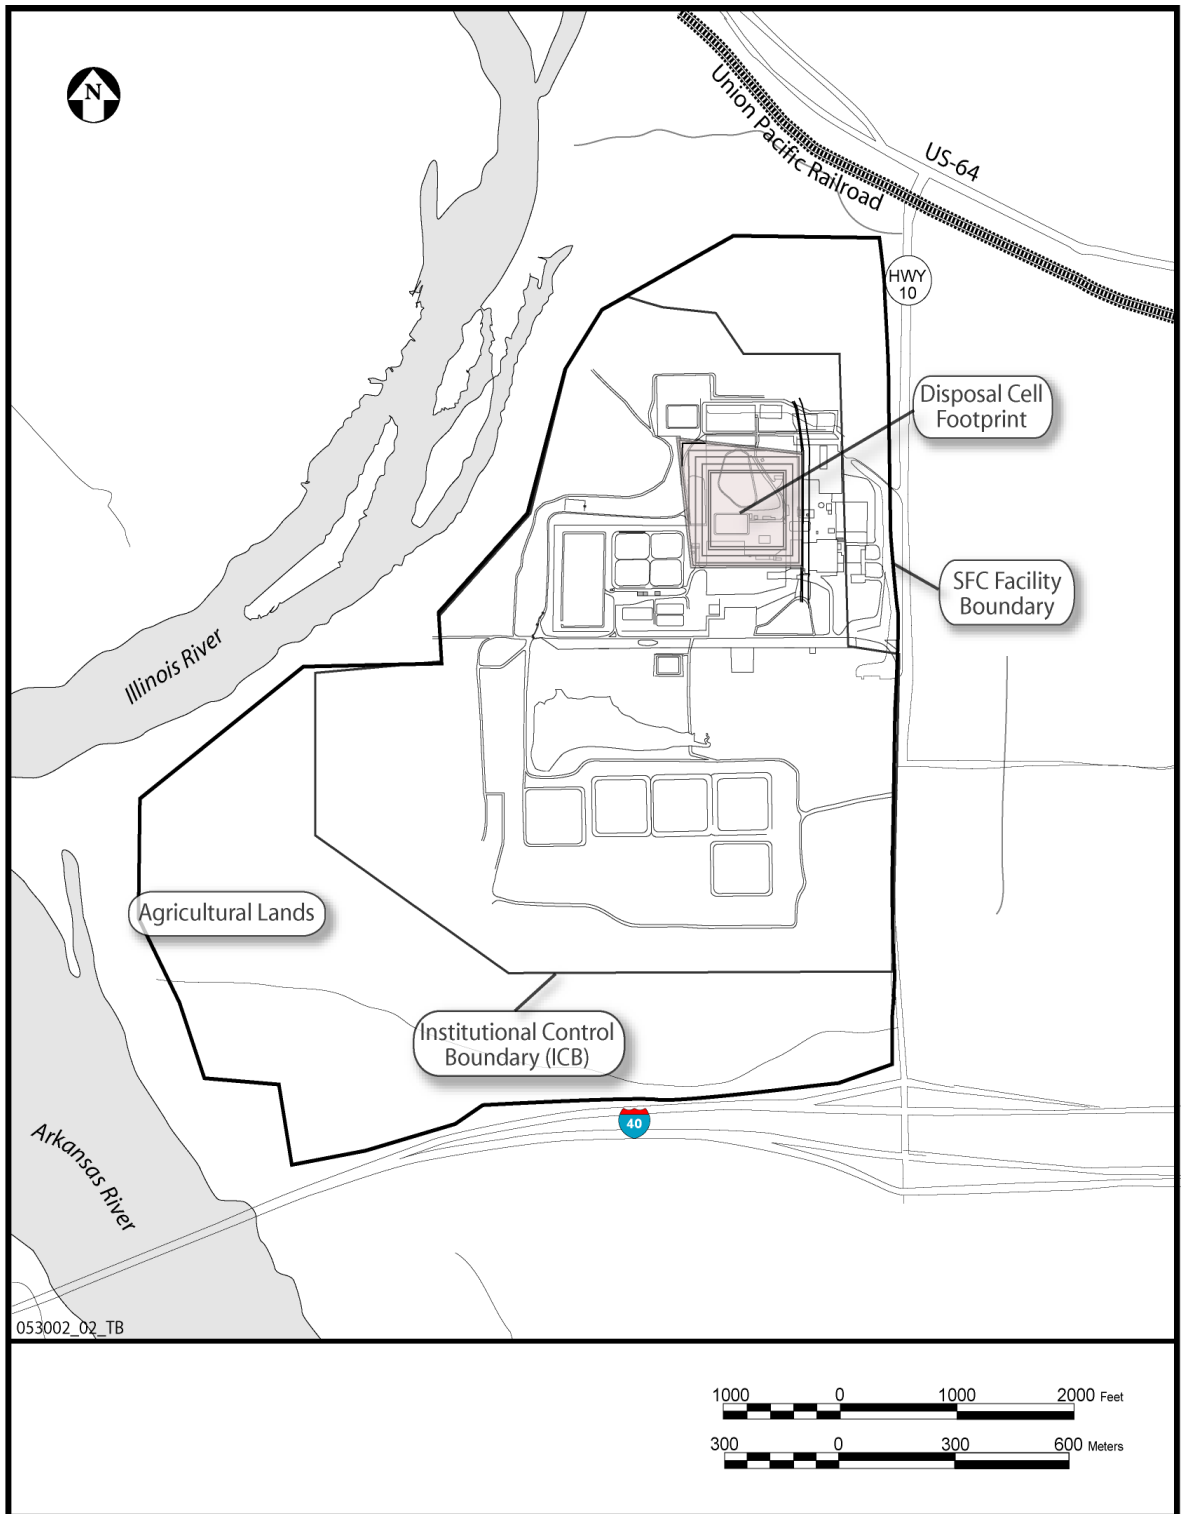 N
US-64
Union Pacific Railroad
HWY
10
Disposal Cell
Footprint
SFC Facility
Boundary
Illinois River
Agricultural Lands
Institutional Control
Boundary (ICB)
40
Arkansas River
053002_02_TB
1000 0 1000 2000 Feet
300 0 300 600 Meters